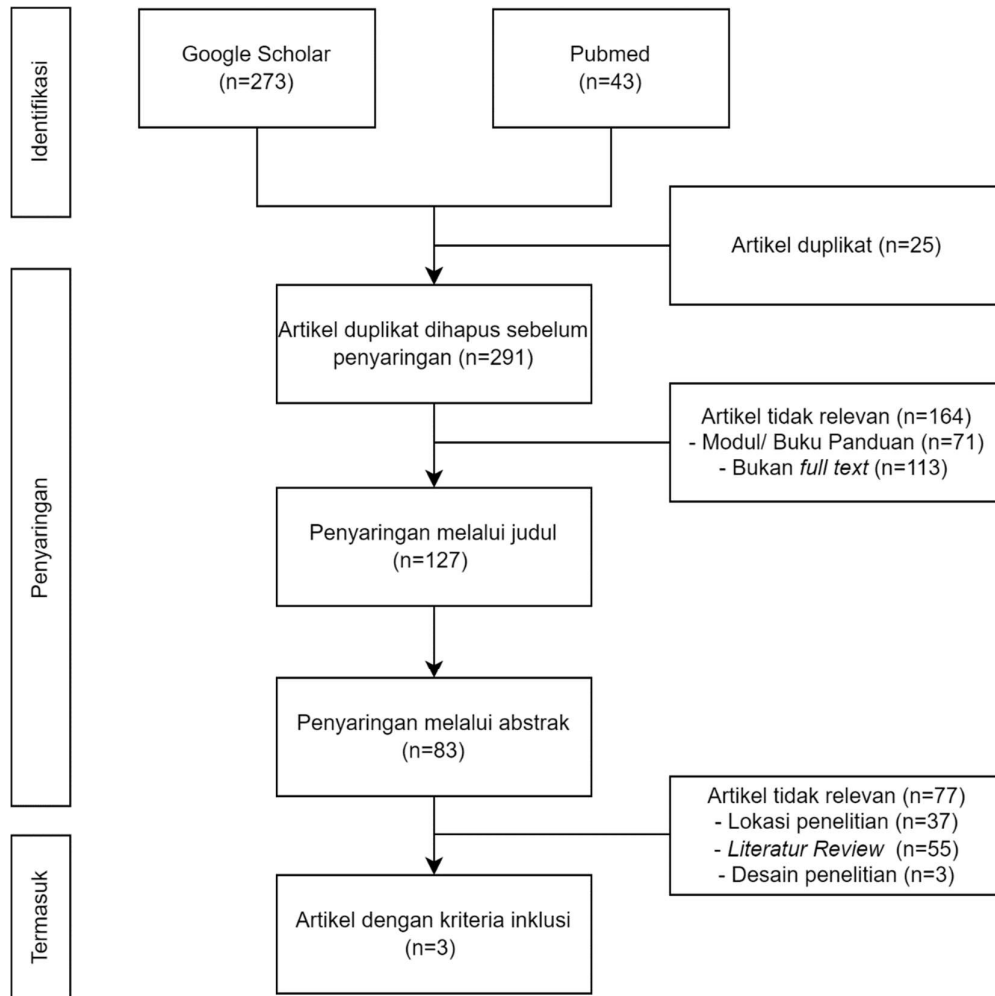 Identifikasi
Google Scholar
(n=273)
Pubmed
(n=43)
Artikel duplikat (n=25)
Penyaringan
Artikel duplikat dihapus sebelum
penyaringan (n=291)
Artikel tidak relevan (n=164)
- Modul/ Buku Panduan (n=71)
- Bukan full text (n=113)
Penyaringan melalui judul
(n=127)
Penyaringan melalui abstrak
(n=83)
Artikel tidak relevan (n=77)
- Lokasi penelitian (n=37)
- Literatur Review (n=55)
- Desain penelitian (n=3)
Termasuk
Artikel dengan kriteria inklusi
(n=3)